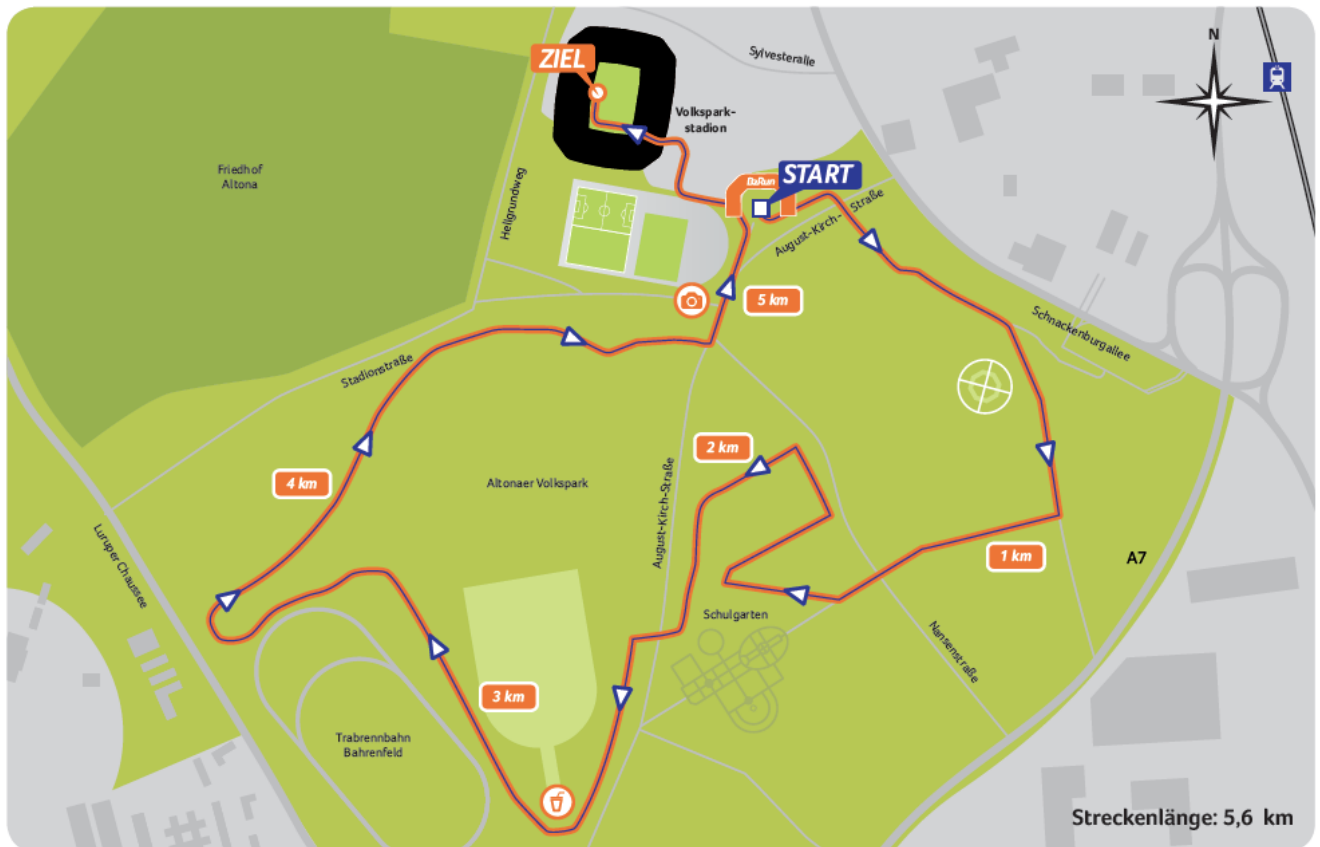 ZIEL
Sylvesteralle
N
Volkspark-
stadion
Friedhof
Altona
BaRun
START
Hellgrundweg
August-Kirch-Straße
5 km
Schnackenburgallee
Stadionstraße
2 km
4 km
Altonaer Volkspark
August-Kirch-Straße
Luruper Chaussee
1 km
A7
Schulgarten
Nansenstraße
3 km
Trabrennbahn
Bahrenfeld
Streckenlänge: 5,6 km